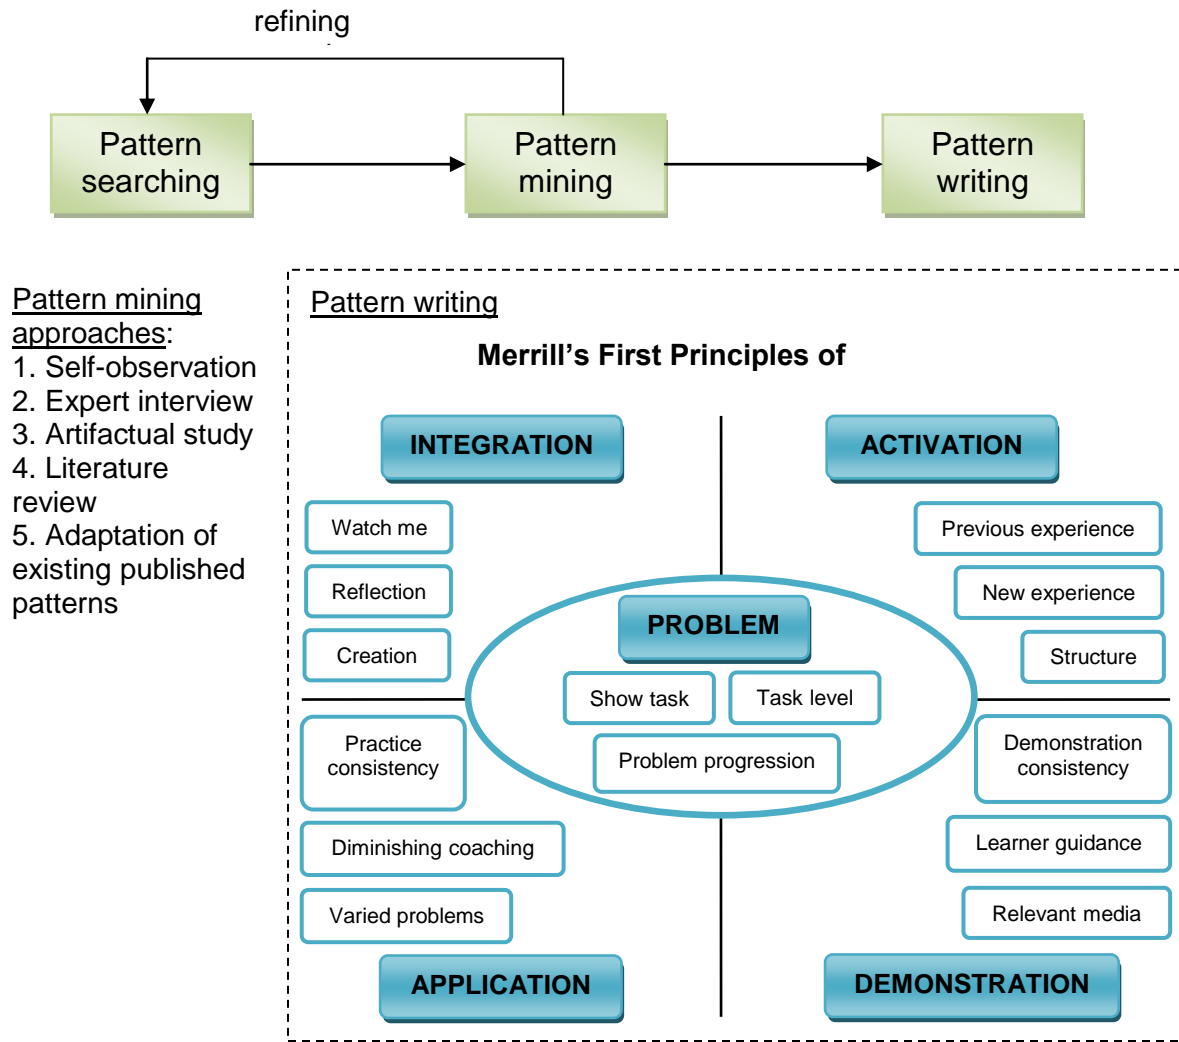 refining
Pattern
searching
Pattern
mining
Pattern
writing
Pattern mining
approaches:
1. Self-observation
2. Expert interview
3. Artifactual study
4. Literature
review
5. Adaptation of
existing published
patterns
Pattern writing
Merrill's First Principles of
INTEGRATION
Watch me
Reflection
Creation
ACTIVATION
Previous experience
New experience
Structure
PROBLEM
Show task
Task level
Problem progression
Practice
consistency
Diminishing coaching
Varied problems
APPLICATION
Demonstration
consistency
Learner guidance
Relevant media
DEMONSTRATION